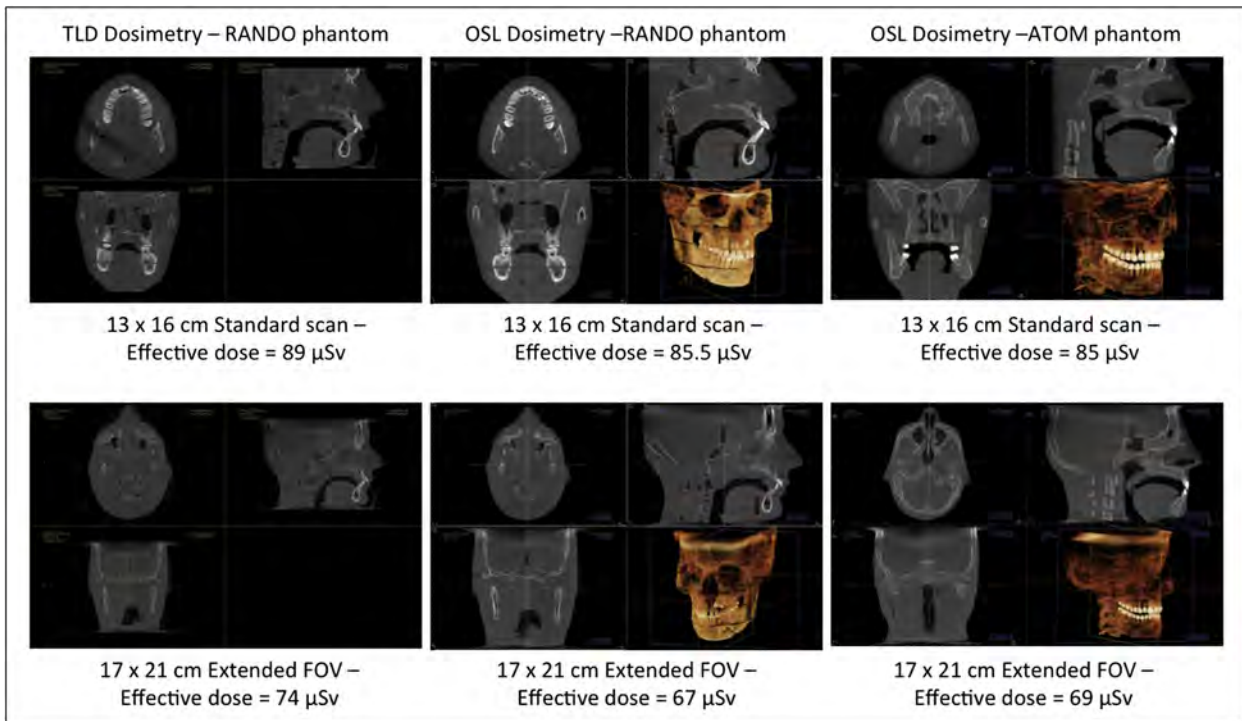 TLD Dosimetry – RANDO phantom
OSL Dosimetry –RANDO phantom
OSL Dosimetry –ATOM phantom
13 x 16 cm Standard scan –
Effective dose = 89 μSv
13 x 16 cm Standard scan –
Effective dose = 85.5 μSv
13 x 16 cm Standard scan –
Effective dose = 85 μSv
17 x 21 cm Extended FOV –
Effective dose = 74 μSv
17 x 21 cm Extended FOV –
Effective dose = 67 μSv
17 x 21 cm Extended FOV –
Effective dose = 69 μSv